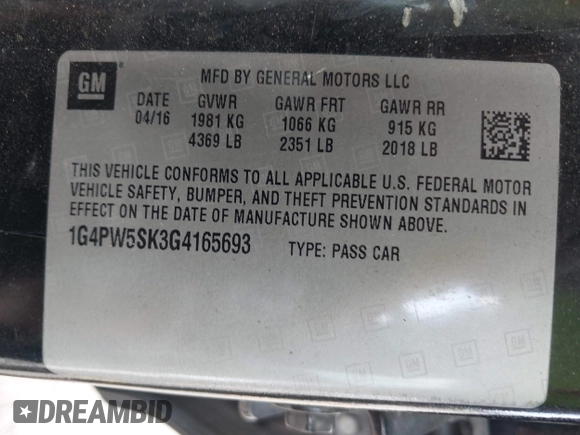 GM
MFD BY GENERAL MOTORS LLC
DATE GVWR GAWR FRT GAWR RR
04/16 1981 KG 1066 KG 915 KG
4369 LB 2351 LB 2018 LB
THIS VEHICLE CONFORMS TO ALL APPLICABLE U.S. FEDERAL MOTOR
VEHICLE SAFETY, BUMPER, AND THEFT PREVENTION STANDARDS
IN EFFECT ON THE DATE OF MANUFACTURE SHOWN ABOVE.
1G4PW5SK3G4165693 TYPE: PASS CAR
DREAMBID